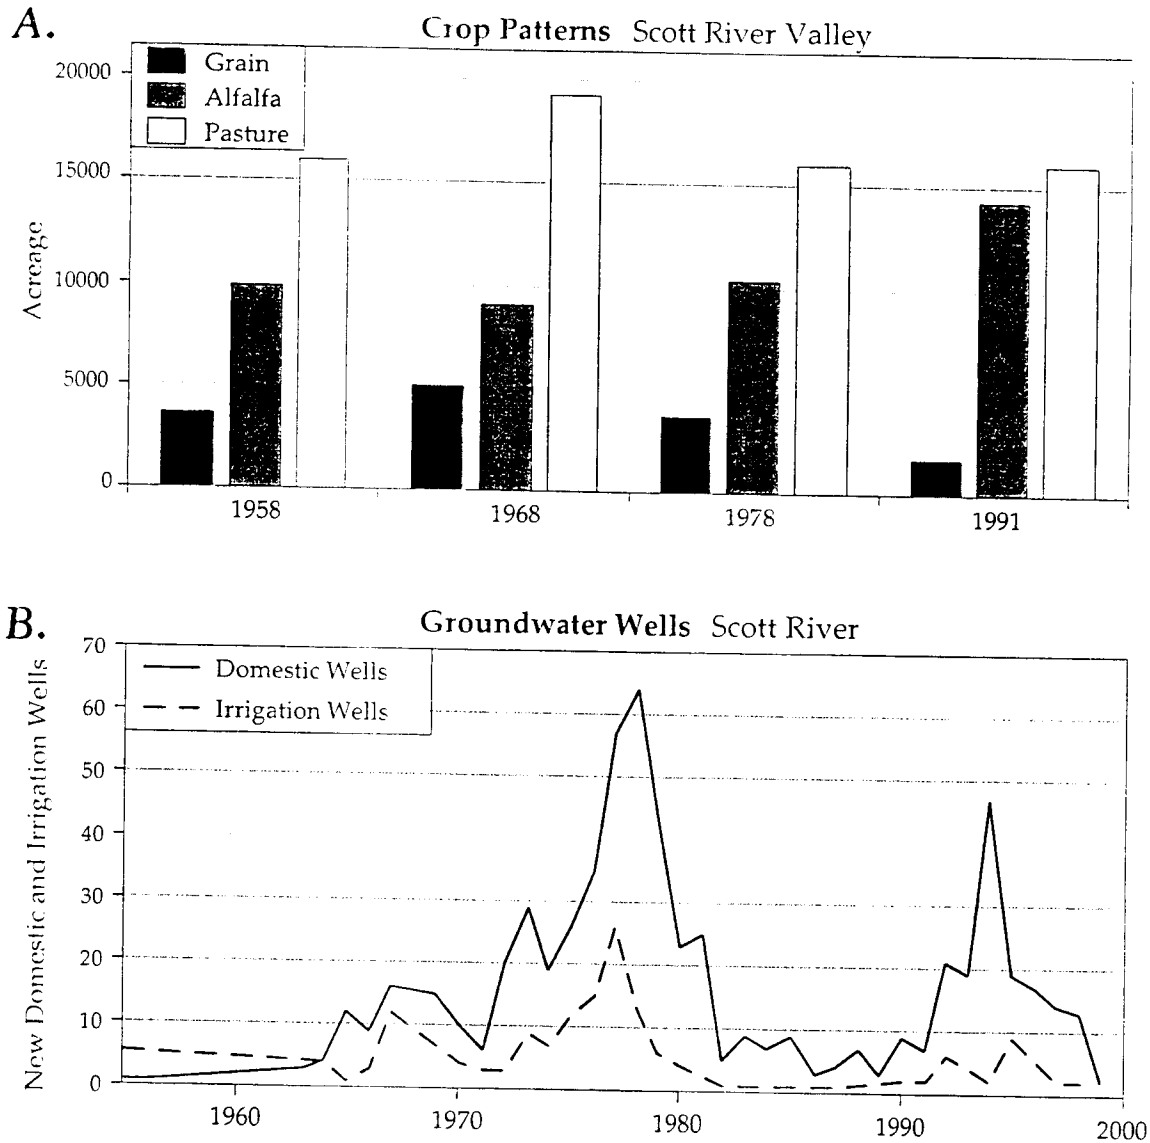 A.
Crop Patterns Scott River Valley
Grain
Alfalfa
Pasture
Acreage
20000
15000
10000
5000
0
1958 1968 1978 1991
B.
Groundwater Wells Scott River
Domestic Wells
Irrigation Wells
New Domestic and Irrigation Wells
70
60
50
40
30
20
10
0
1960 1970 1980 1990 2000